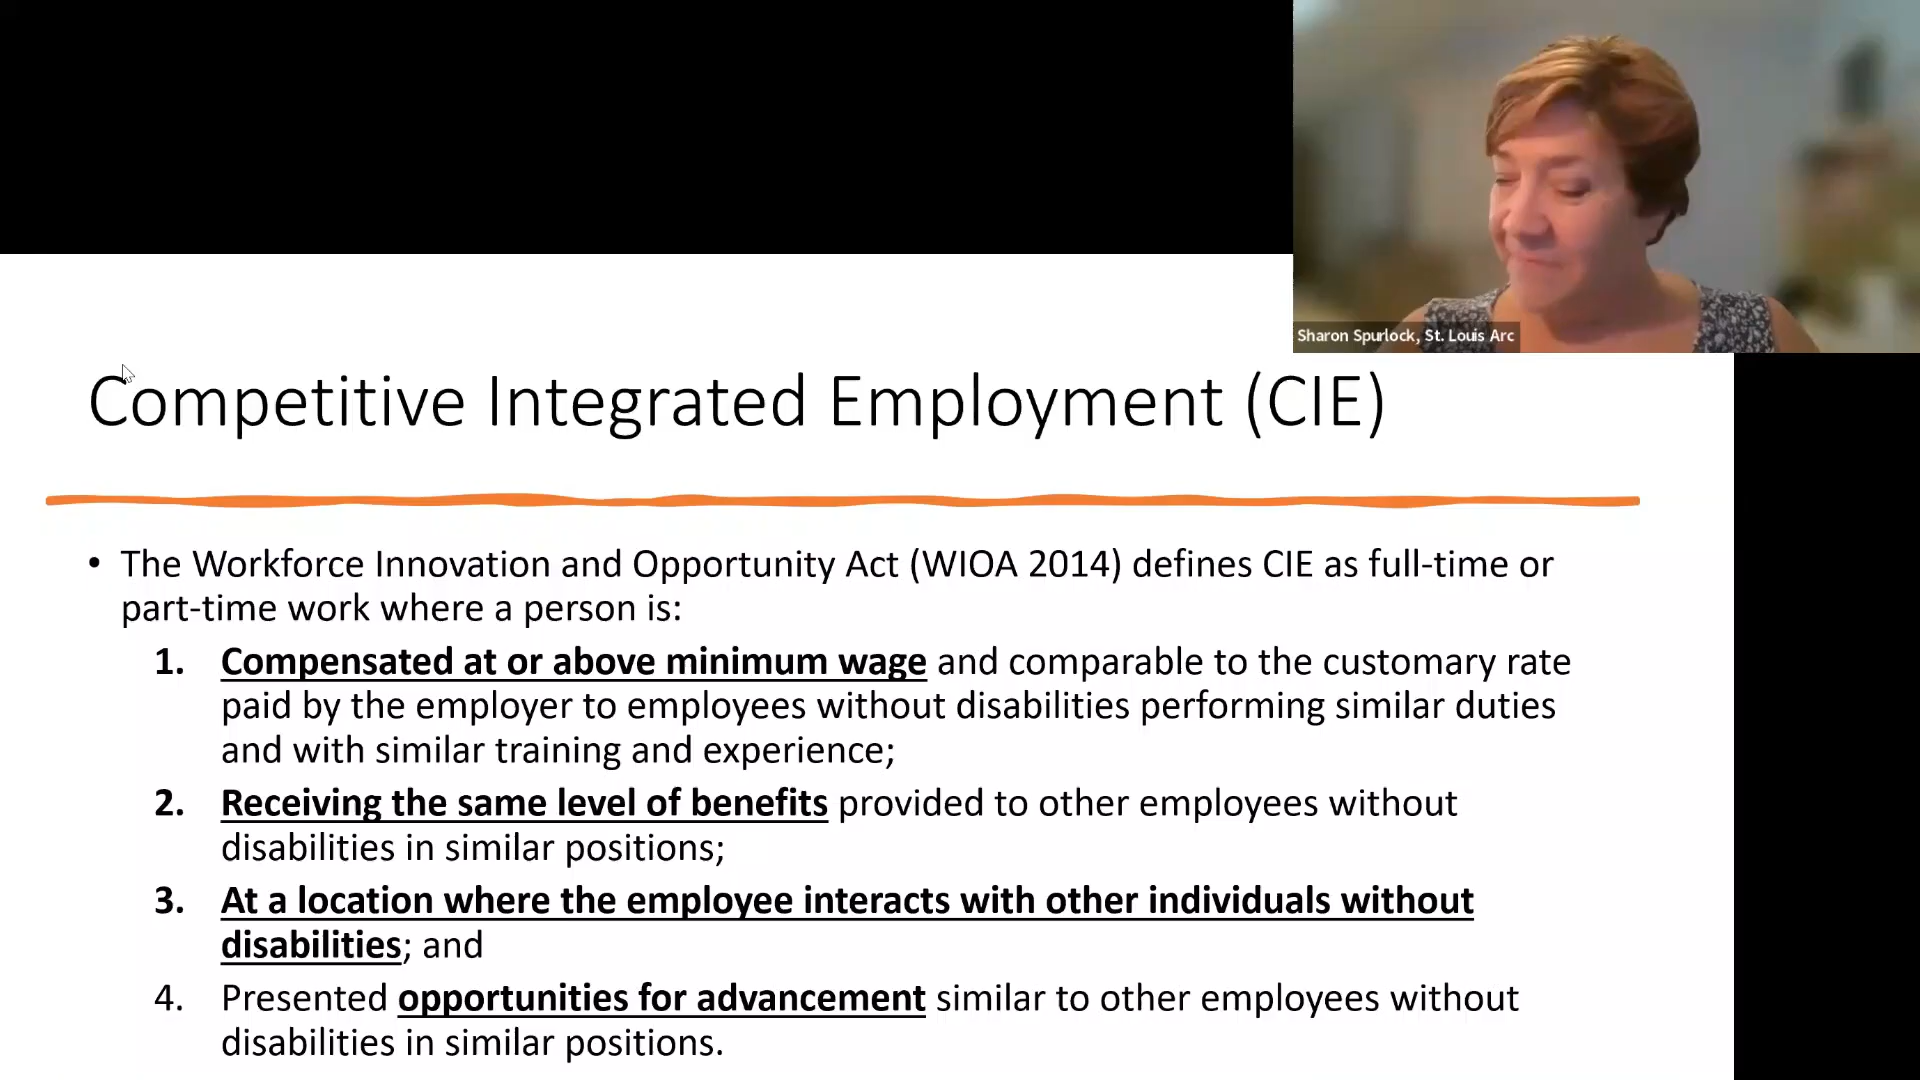 Sharon Spurlock, St. Louis Arc
Competitive Integrated Employment (CIE)
• The Workforce Innovation and Opportunity Act (WIOA 2014) defines CIE as full-time or
part-time work where a person is:
1. Compensated at or above minimum wage and comparable to the customary rate
paid by the employer to employees without disabilities performing similar duties
and with similar training and experience;
2. Receiving the same level of benefits provided to other employees without
disabilities in similar positions;
3. At a location where the employee interacts with other individuals without
disabilities; and
4. Presented opportunities for advancement similar to other employees without
disabilities in similar positions.